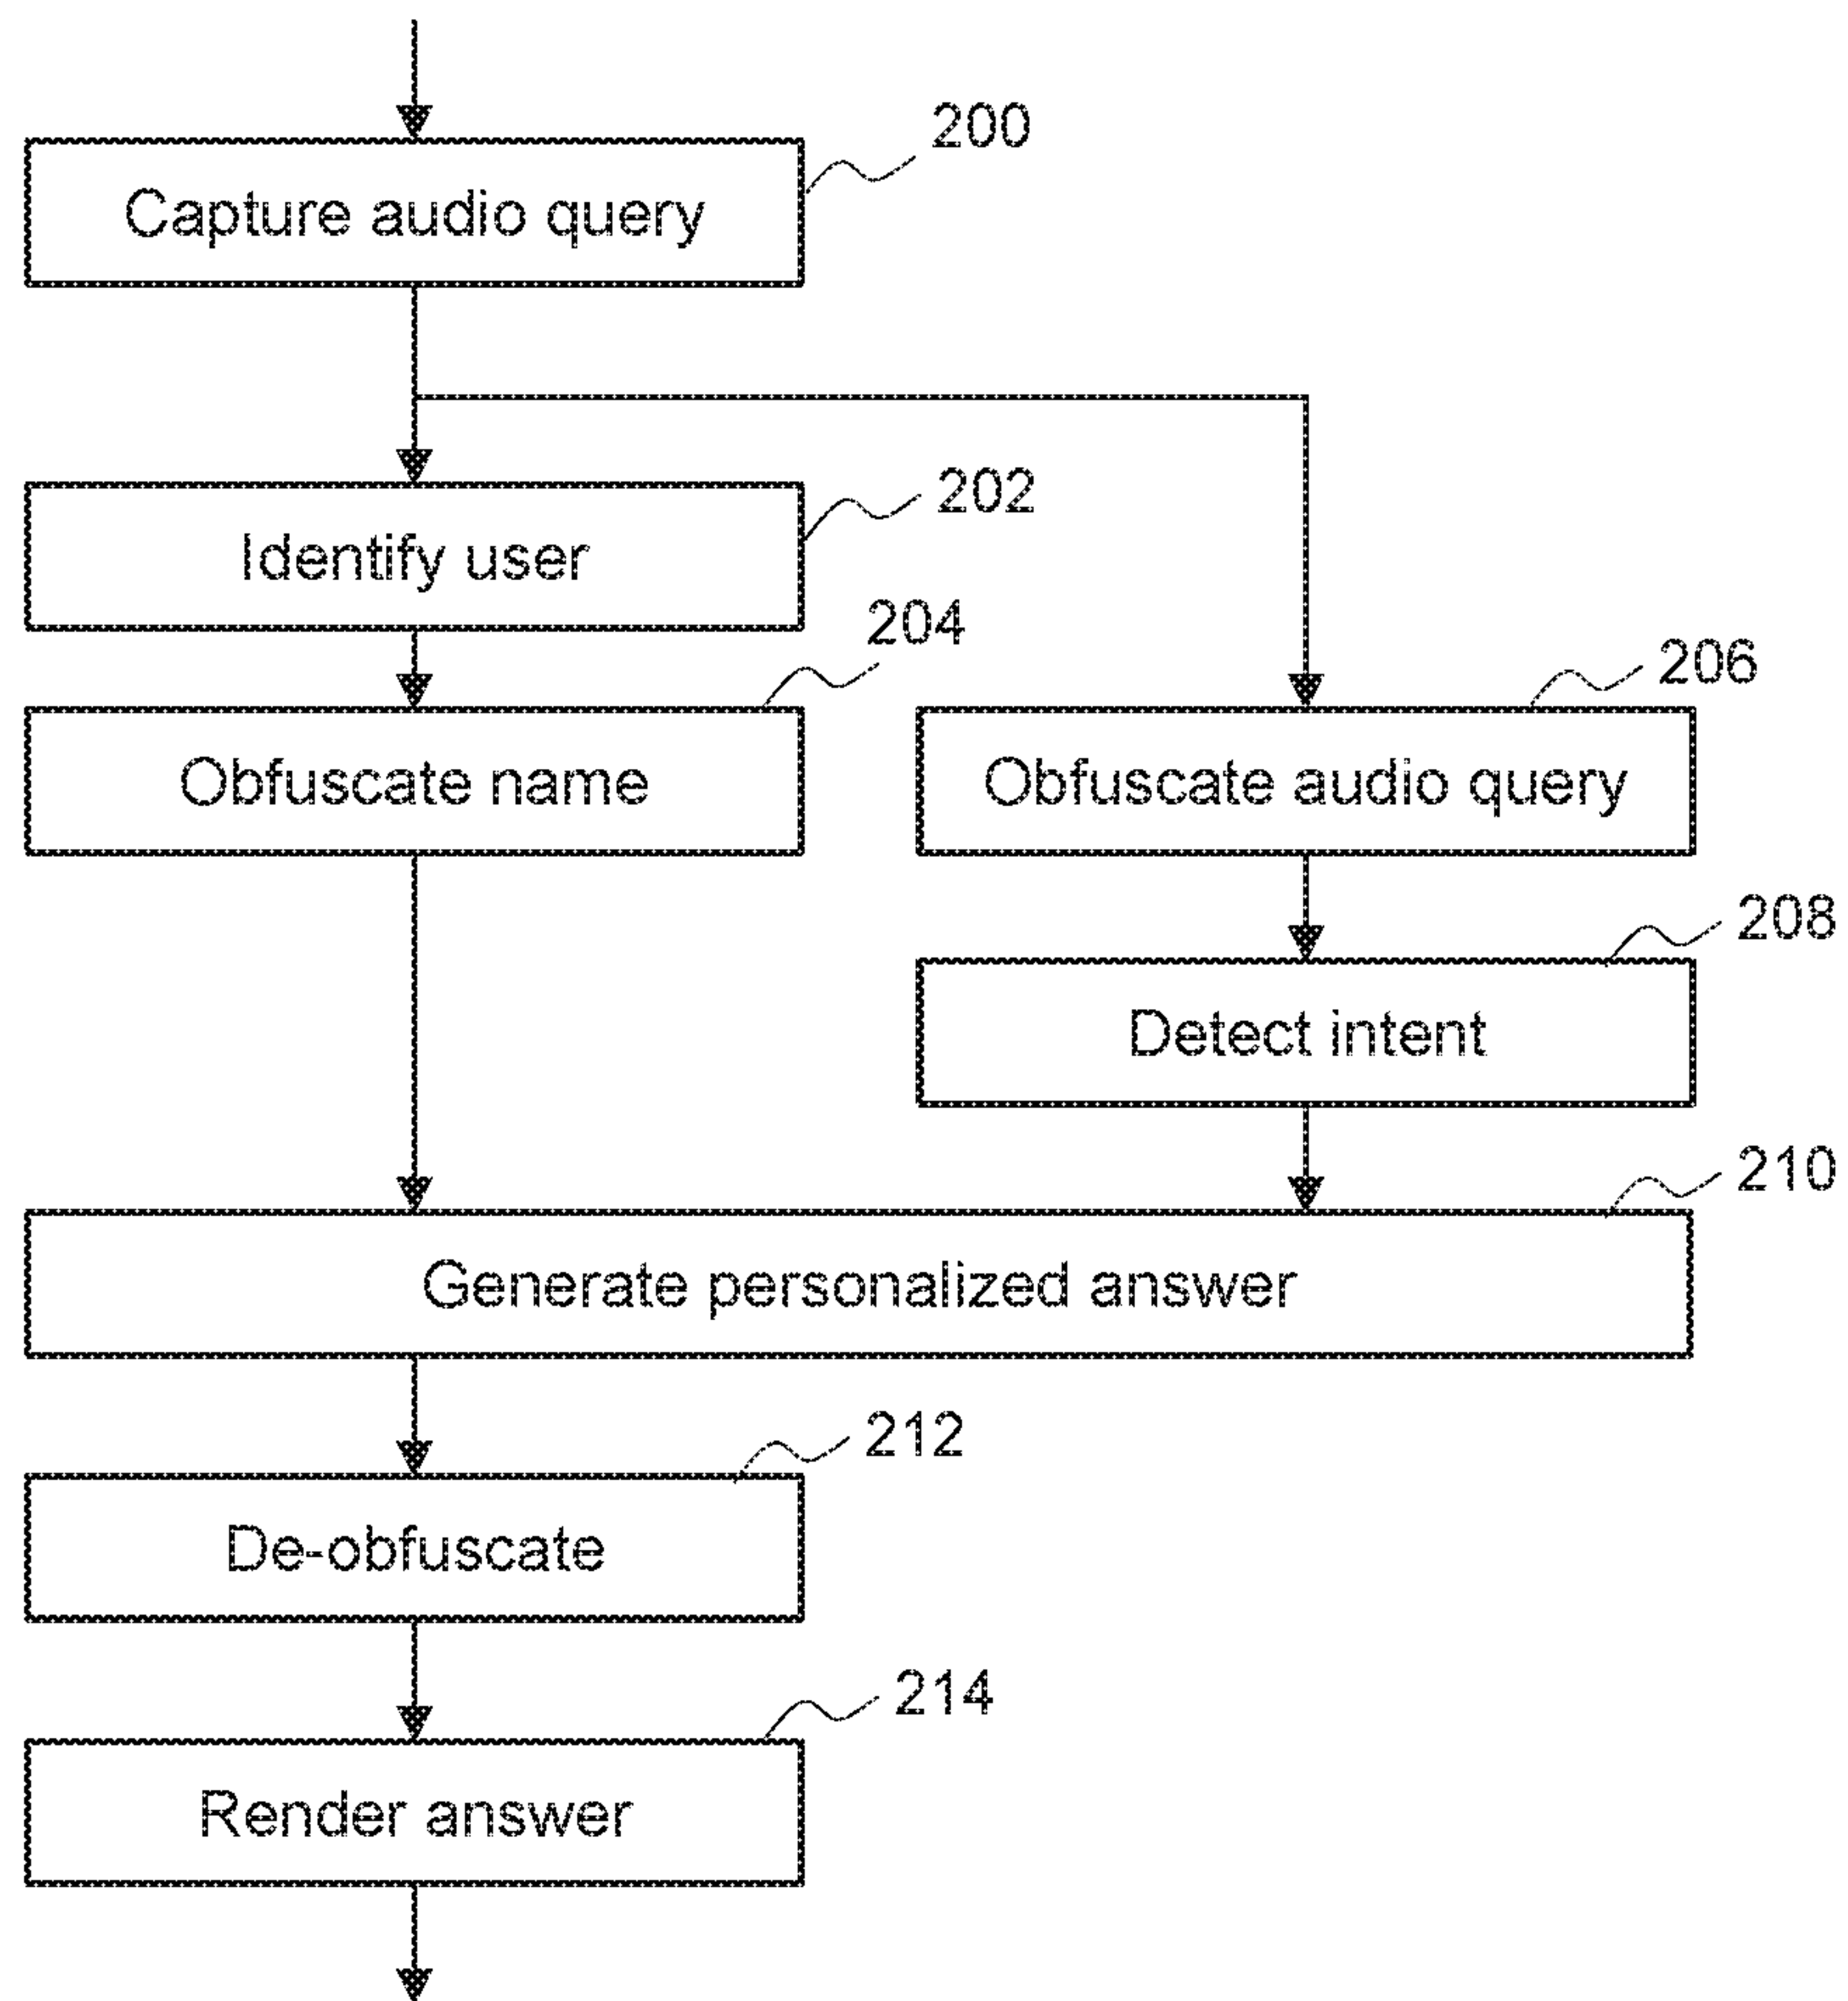 200
Capture audio query
202
Identify user
204
206
Obfuscate name
Obfuscate audio query
208
Detect intent
210
Generate personalized answer
212
De-obfuscate
214
Render answer